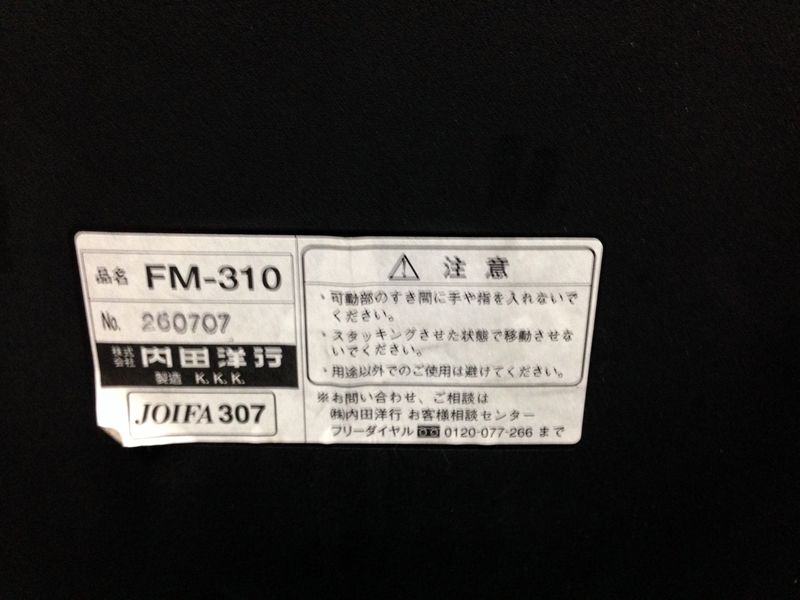 品名 FM-310
No. 260707
株式会社 内田洋行
製造 K.K.K.
JOIFA 307
⚠ 注意
・可動部のすき間に手や指を入れないで
ください。
・スタッキングさせた状態で移動させな
いでください。
・用途以外でのご使用は避けてください。
※お問い合わせ、ご相談は
㈱内田洋行 お客様相談センター
フリーダイヤル 0120-077-266 まで